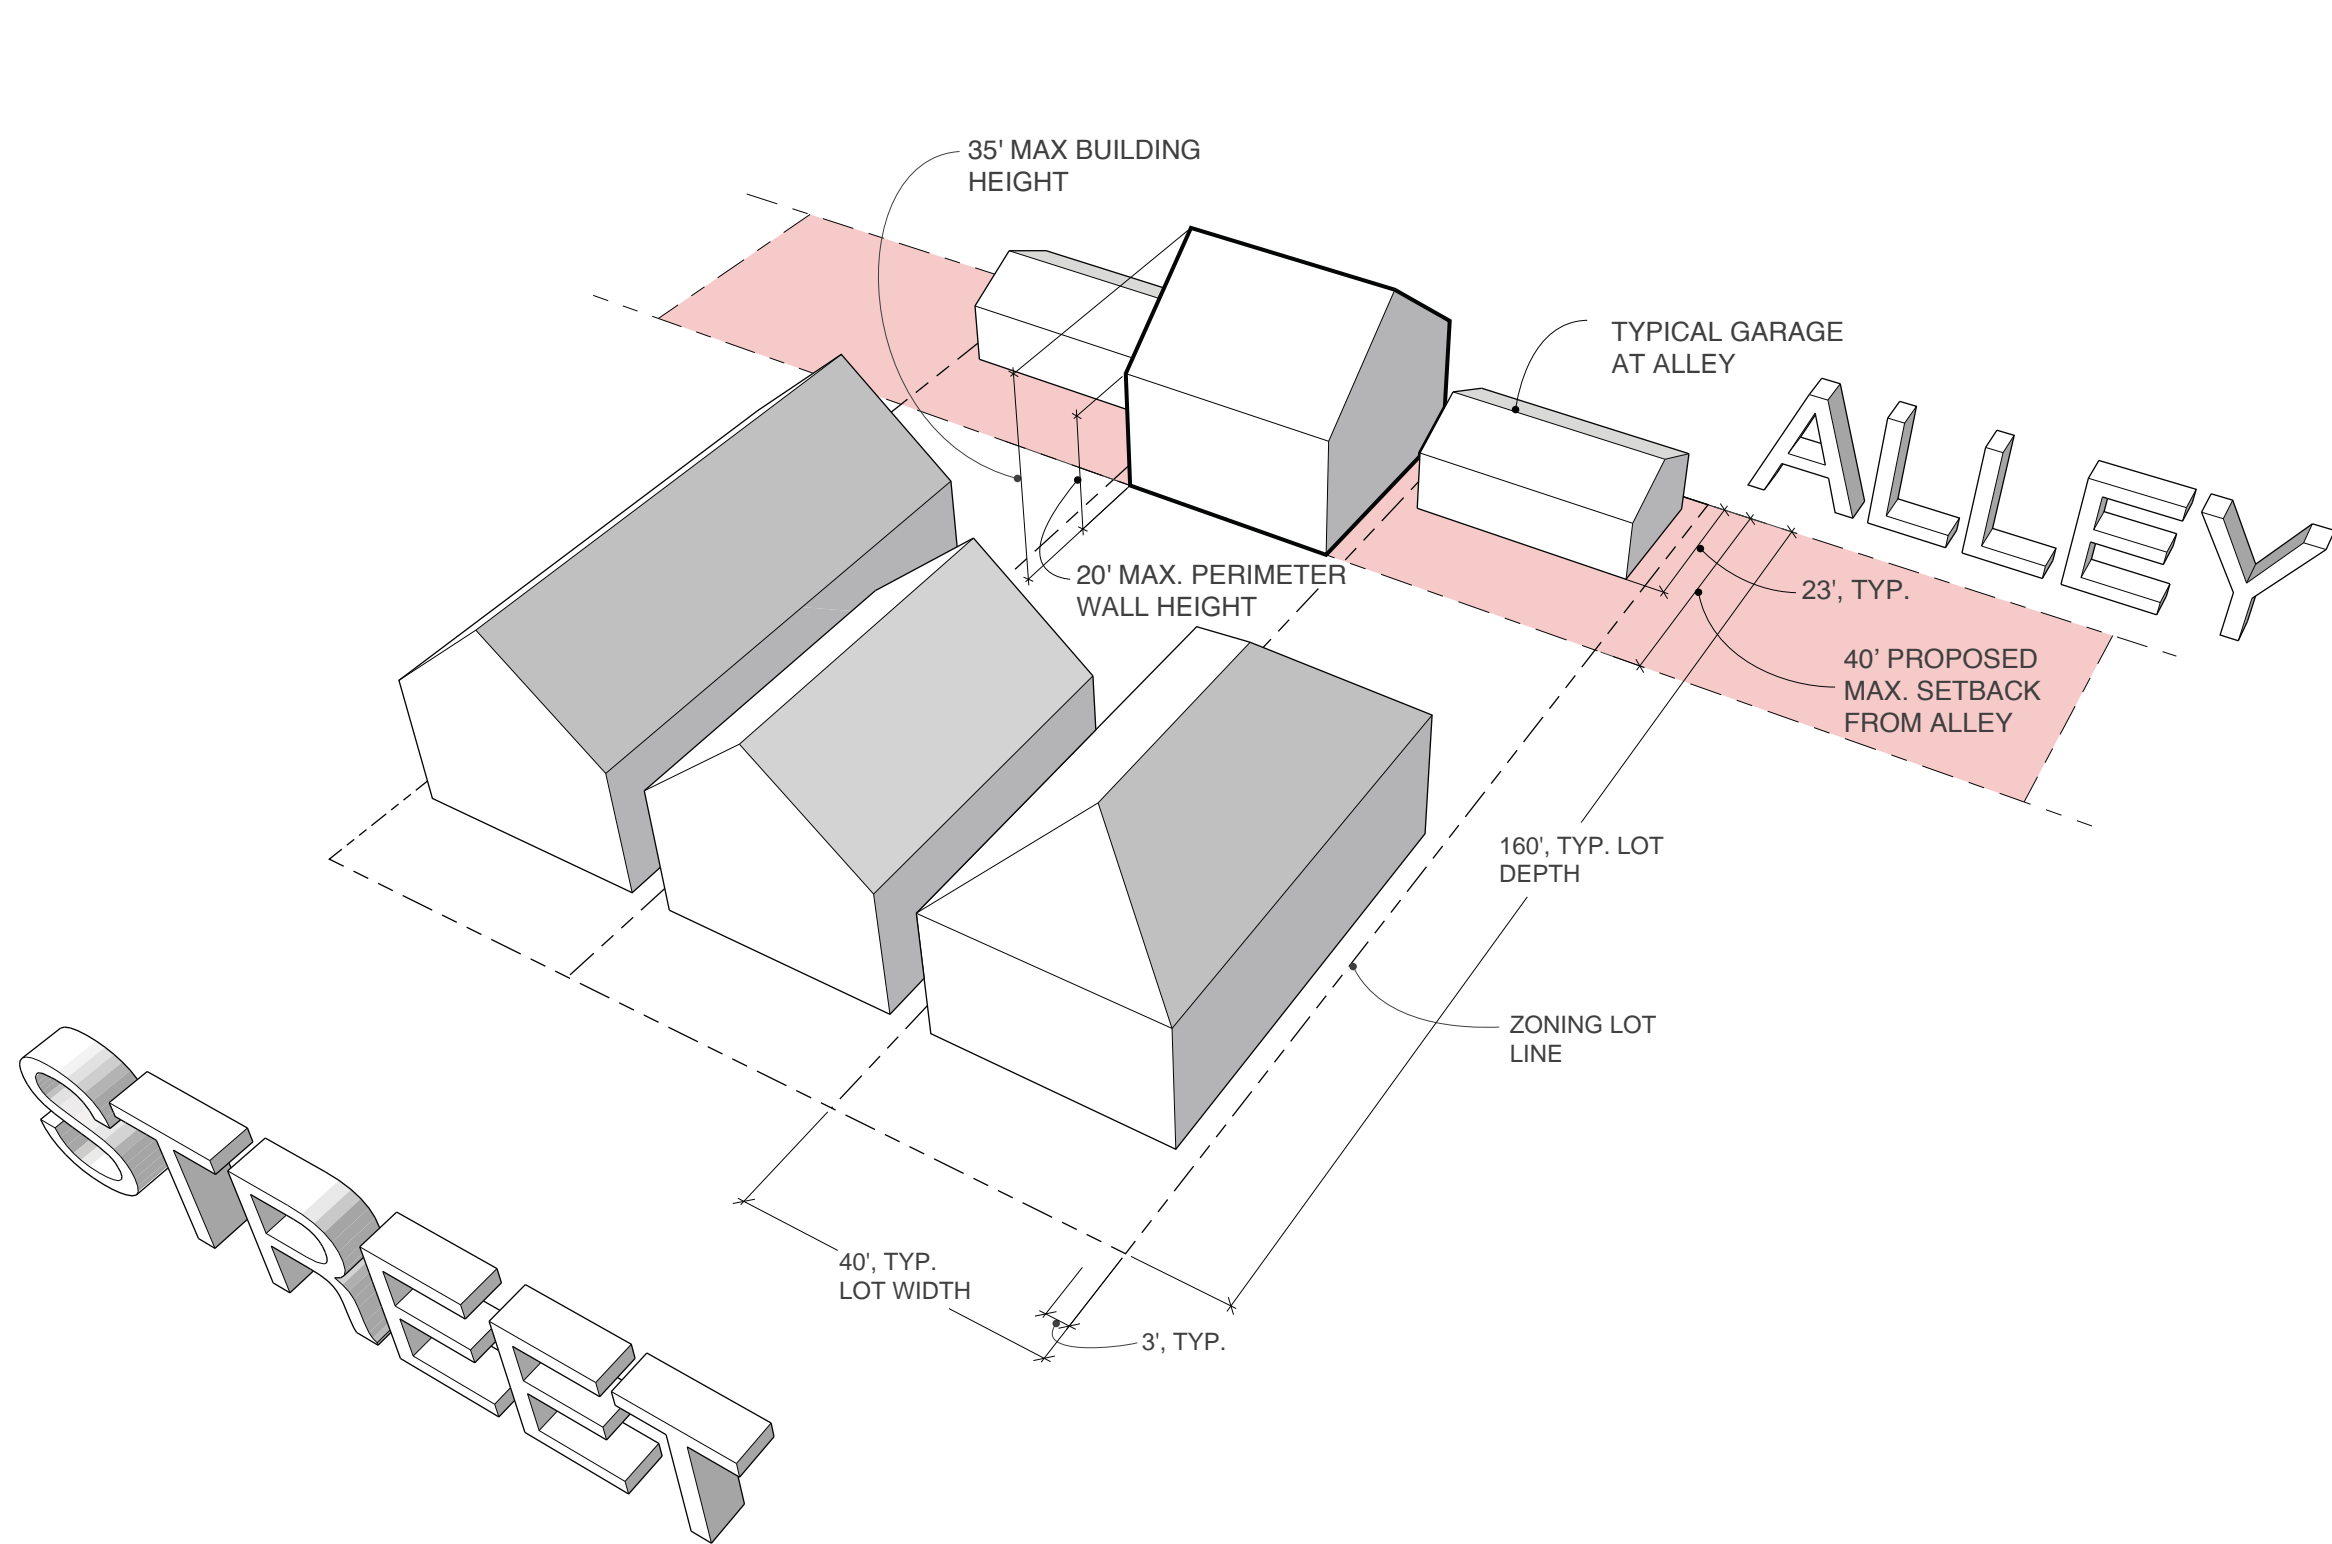 35' MAX BUILDING
HEIGHT
TYPICAL GARAGE
AT ALLEY
ALLEY
20' MAX. PERIMETER
WALL HEIGHT
23', TYP.
40’ PROPOSED
MAX. SETBACK
FROM ALLEY
160', TYP. LOT
DEPTH
ZONING LOT
LINE
STREET
40', TYP.
LOT WIDTH
3', TYP.